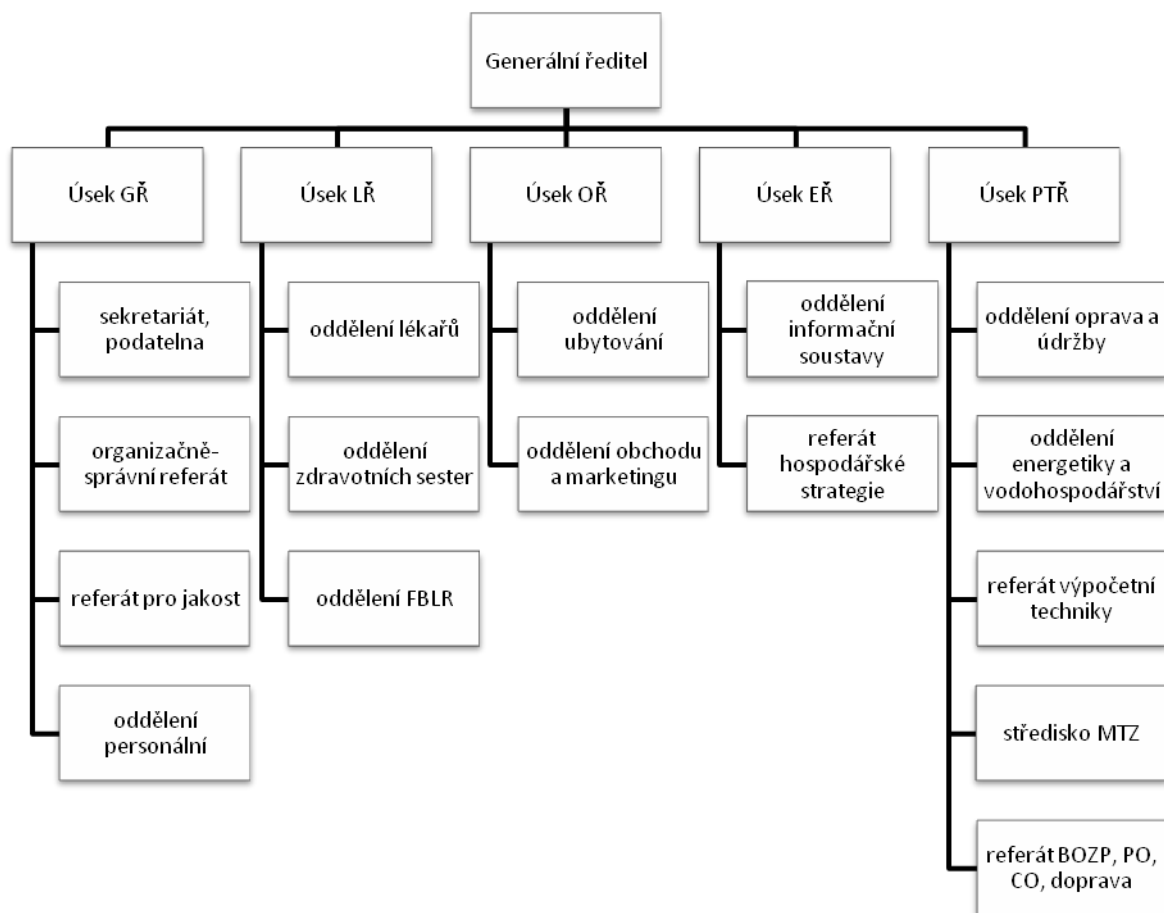 Generální ředitel
Úsek GŘ
Úsek LŘ
Úsek OŘ
Úsek EŘ
Úsek PTŘ
sekretariát,
podatelna
organizačně-
správní referát
referát pro jakost
oddělení
personální
oddělení lékařů
oddělení
zdravotních sester
oddělení FBLR
oddělení
ubytování
oddělení obchodu
a marketingu
oddělení
informační
soustavy
referát
hospodářské
strategie
oddělení oprava a
údržby
oddělení
energetiky a
vodohospodářství
referát výpočetní
techniky
středisko MTZ
referát BOZP, PO,
CO, doprava